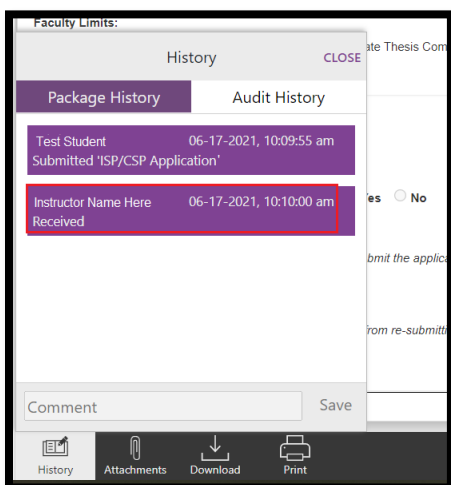 Faculty Limits:
History CLOSE
ate Thesis Com
Package History Audit History
Test Student 06-17-2021, 10:09:55 am
Submitted 'ISP/CSP Application'
Instructor Name Here 06-17-2021, 10:10:00 am
Received
es No
bmit the applica
from re-submitti
Comment Save
History Attachments Download Print